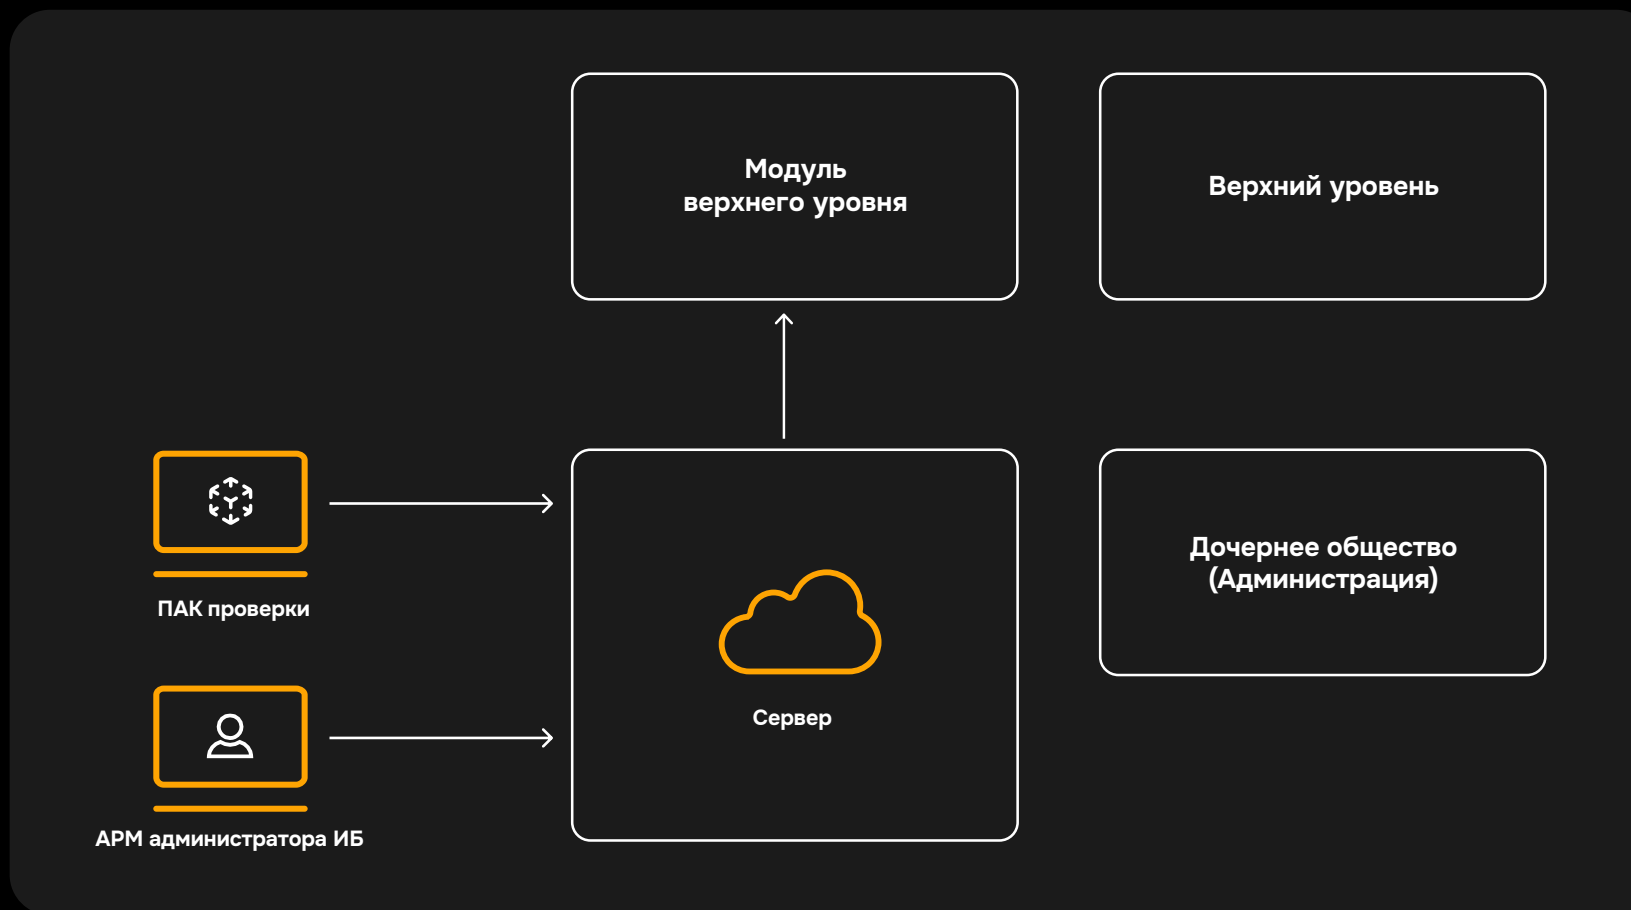 Модуль
верхнего уровня
Верхний уровень
ПАК проверки
АРМ администратора ИБ
Сервер
Дочернее общество
(Администрация)